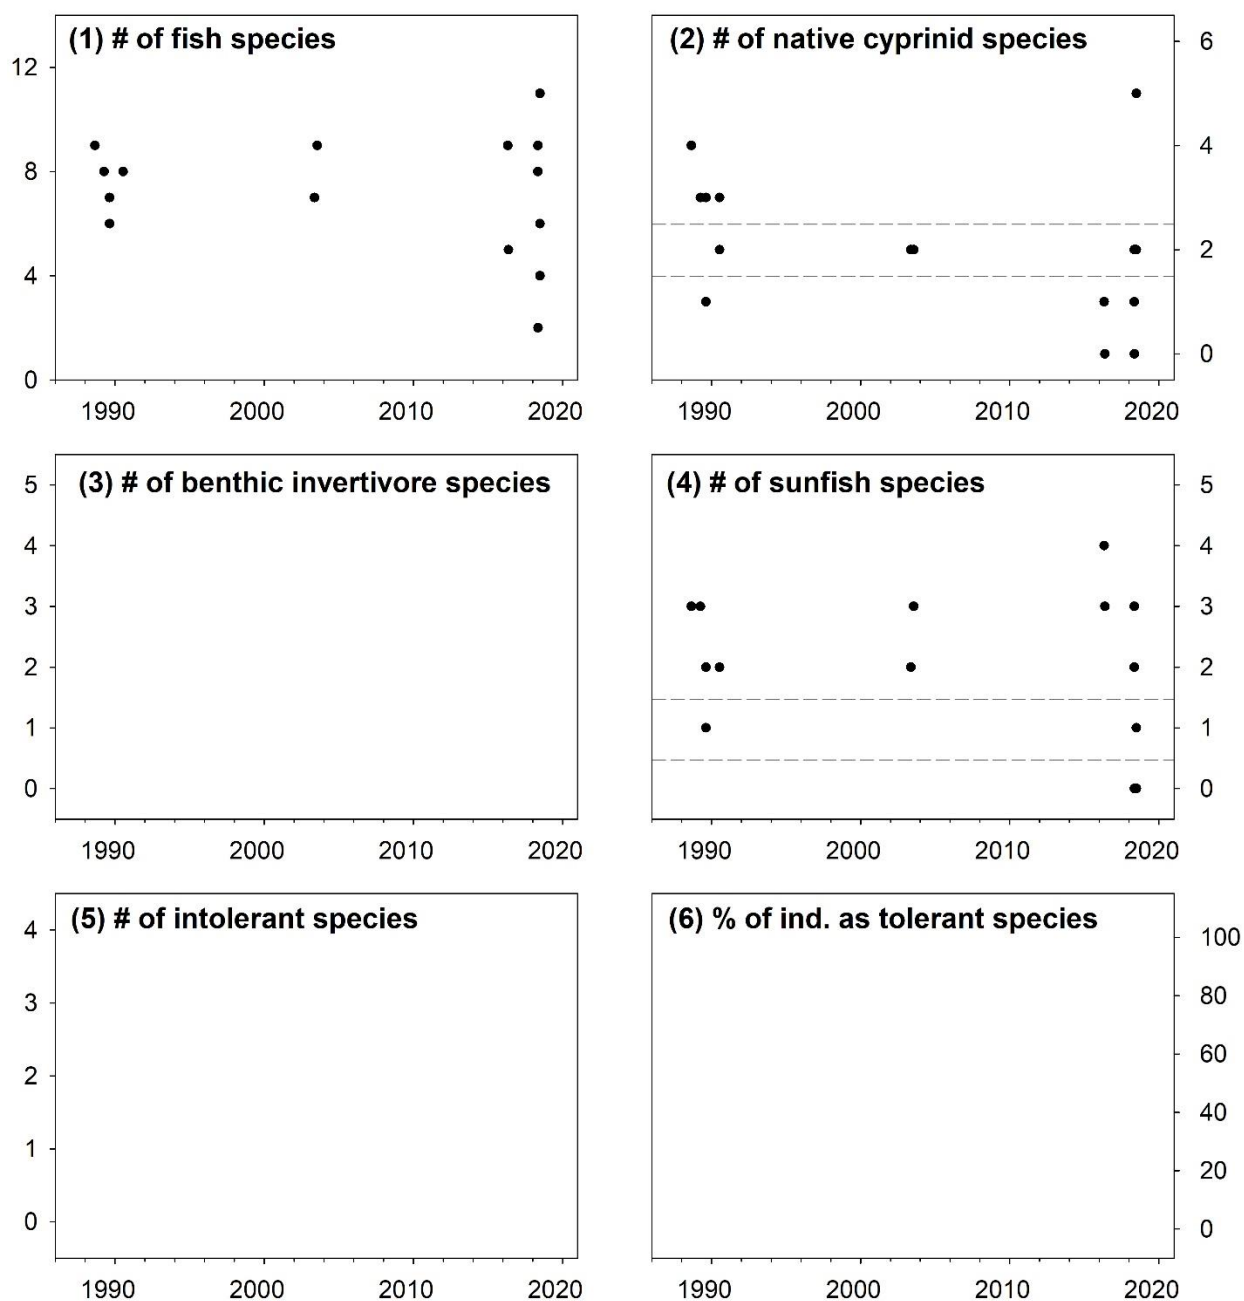 (1) # of fish species
12
8
4
0
1990 2000 2010 2020
(2) # of native cyprinid species
6
4
2
0
1990 2000 2010 2020
(3) # of benthic invertivore species
5
4
3
2
1
0
1990 2000 2010 2020
(4) # of sunfish species
5
4
3
2
1
0
1990 2000 2010 2020
(5) # of intolerant species
4
3
2
1
0
1990 2000 2010 2020
(6) % of ind. as tolerant species
100
80
60
40
20
0
1990 2000 2010 2020